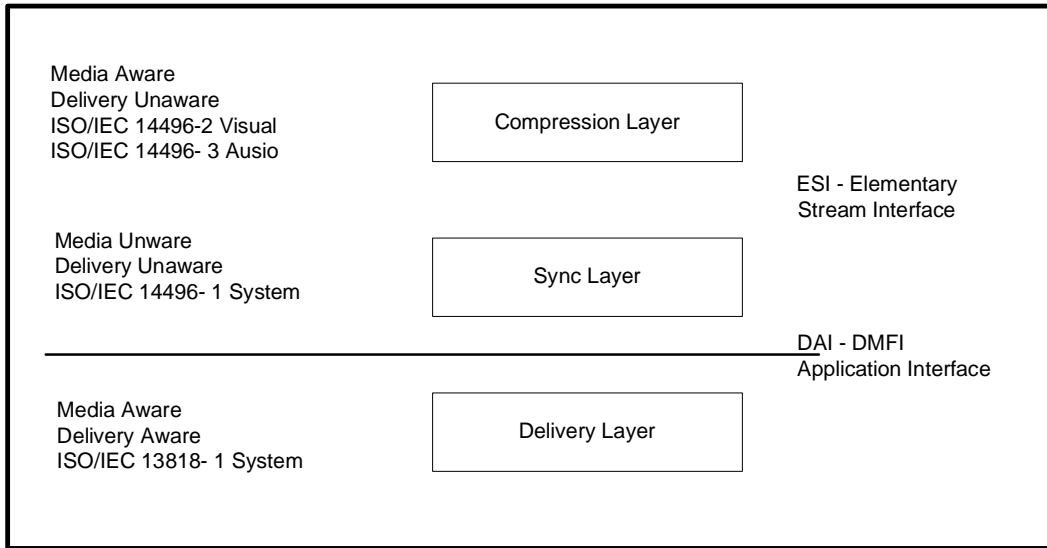 Media Aware
Delivery Unaware
ISO/IEC 14496-2 Visual
ISO/IEC 14496- 3 Ausio
Compression Layer
ESI - Elementary
Stream Interface
Media Unware
Delivery Unaware
ISO/IEC 14496- 1 System
Sync Layer
DAI - DMFI
Application Interface
Media Aware
Delivery Aware
ISO/IEC 13818- 1 System
Delivery Layer